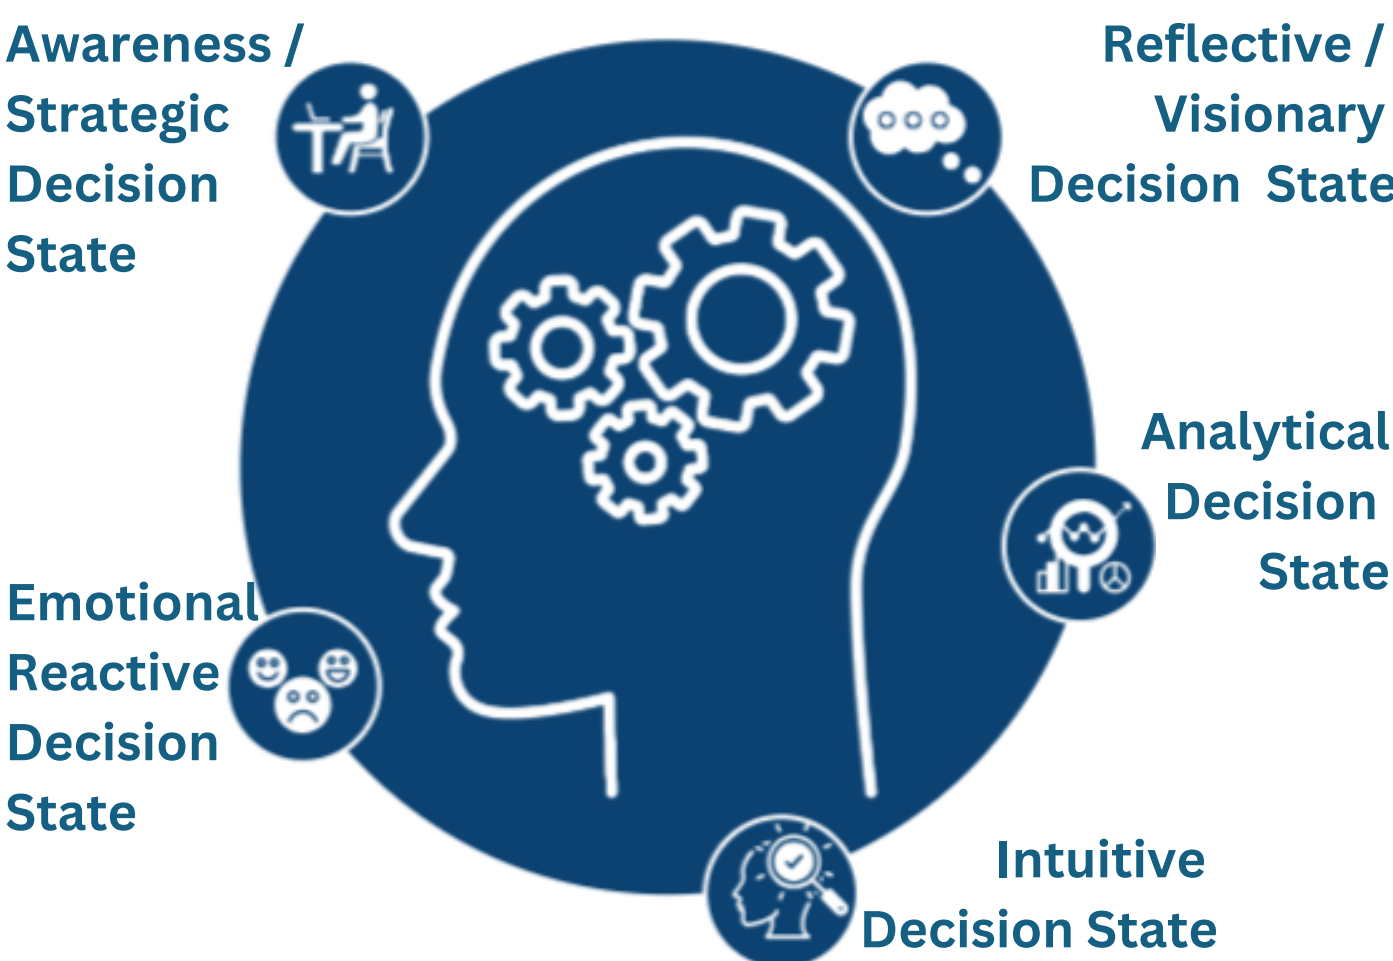 Awareness /
Strategic
Decision
State
Reflective /
Visionary
Decision State
Analytical
Decision
State
Emotional
Reactive
Decision
State
Intuitive
Decision State